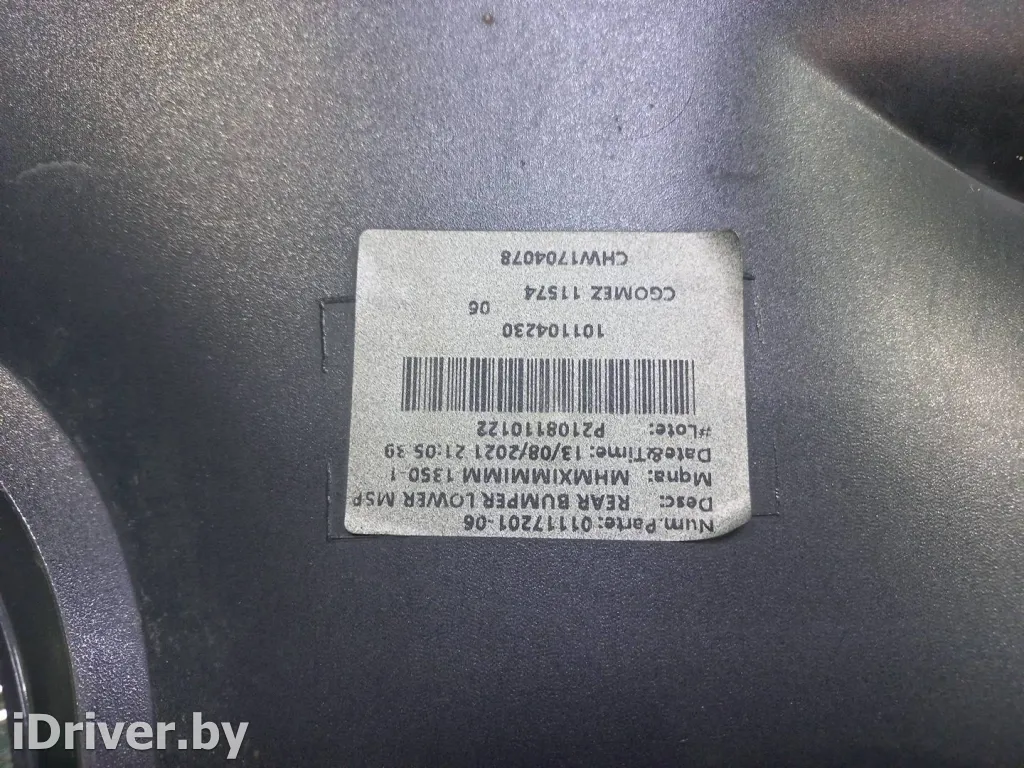 Num.Parte: 01117201-06
Desc: REAR BUMPER LOWER MSP
Mqna: MHMXIMMIMM 1350-1
Date&Time: 13/08/2021 21:05:39
#Lote: P2108110122
101104230
06
CGOMEZ 11574
CHW1704078
iDriver.by